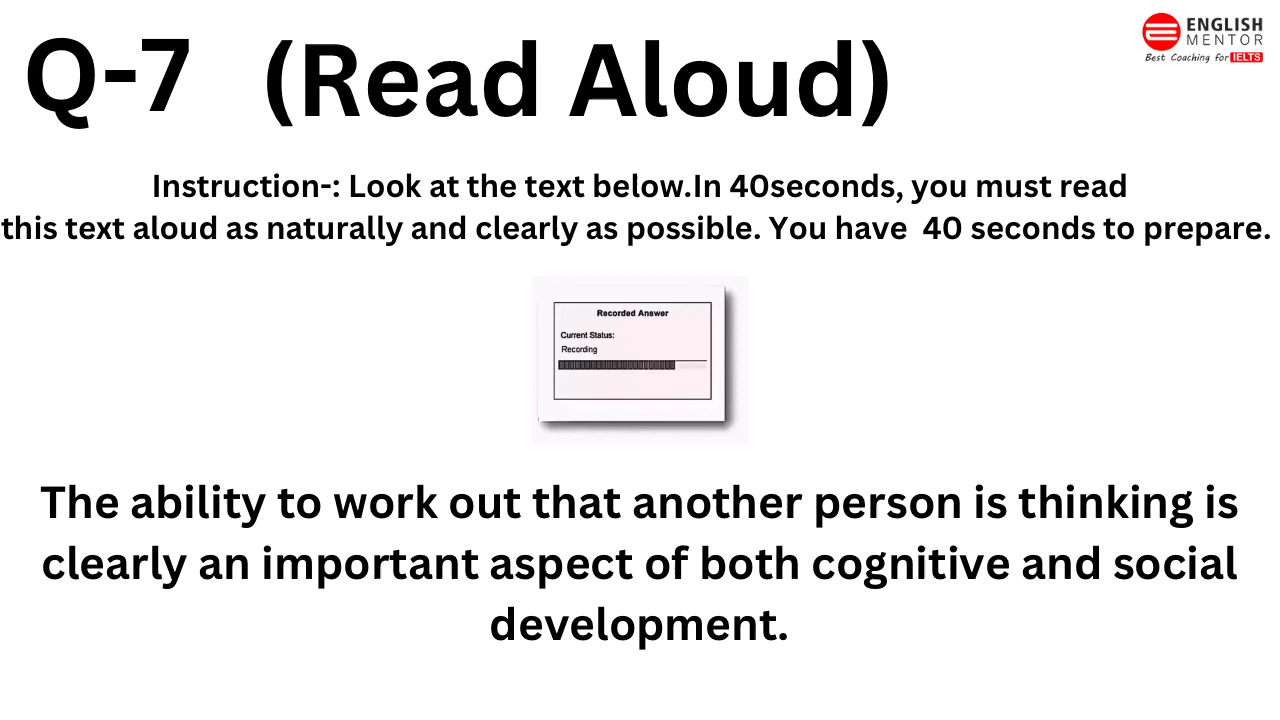 Q-7 (Read Aloud)
ENGLISH
MENTOR
Best Coaching for IELTS
Instruction-: Look at the text below.In 40seconds, you must read
this text aloud as naturally and clearly as possible. You have 40 seconds to prepare.
Recorded Answer
Current Status:
Recording
The ability to work out that another person is thinking is
clearly an important aspect of both cognitive and social
development.